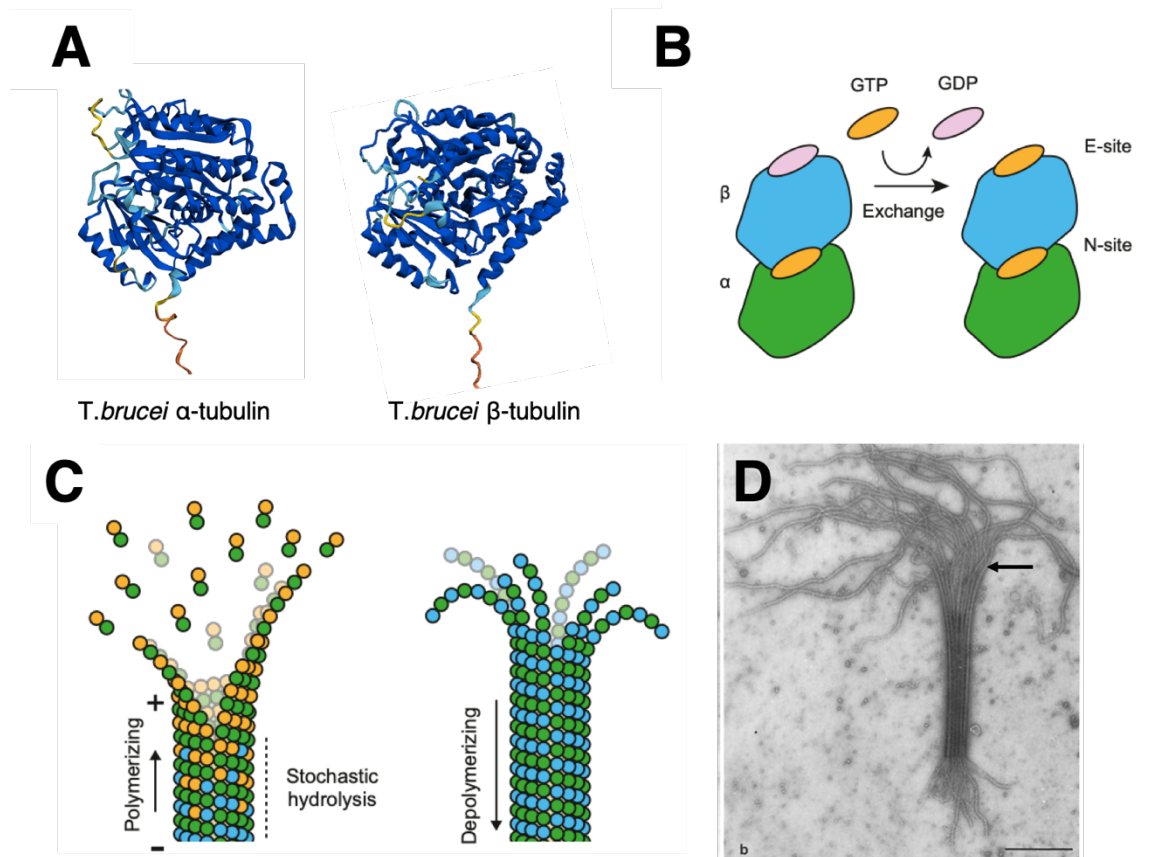 A
T.brucei α-tubulin
T.brucei β-tubulin
B
GTP
GDP
E-site
β
Exchange
N-site
α
C
+
Polymerizing
Stochastic
hydrolysis
-
Depolymerizing
D
b